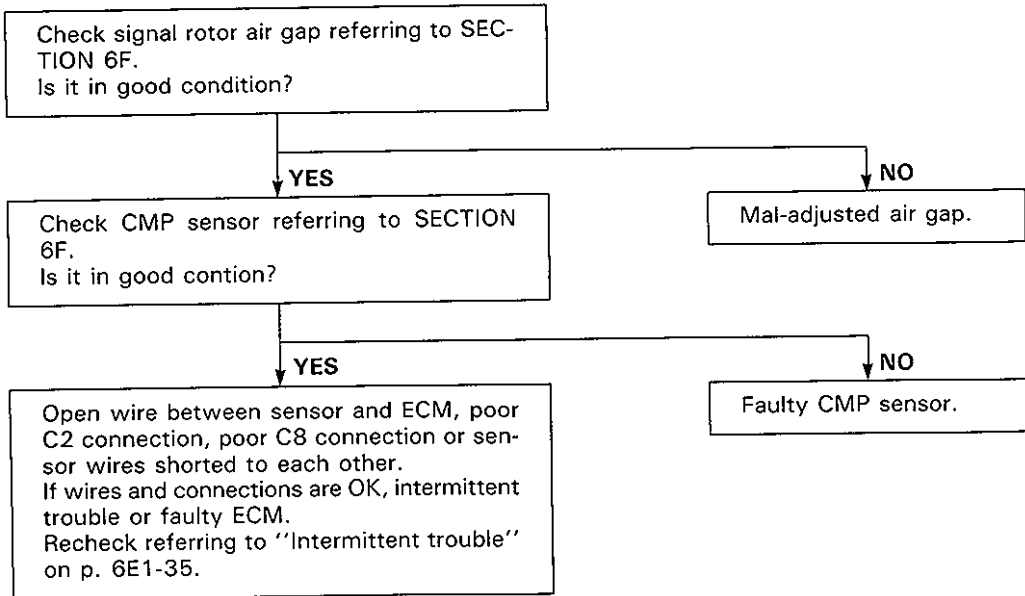 Check signal rotor air gap referring to SEC-
TION 6F.
Is it in good condition?
YES
NO
Check CMP sensor referring to SECTION
6F.
Is it in good contion?
Mal-adjusted air gap.
YES
NO
Open wire between sensor and ECM, poor
C2 connection, poor C8 connection or sen-
sor wires shorted to each other.
If wires and connections are OK, intermittent
trouble or faulty ECM.
Recheck referring to "Intermittent trouble"
on p. 6E1-35.
Faulty CMP sensor.